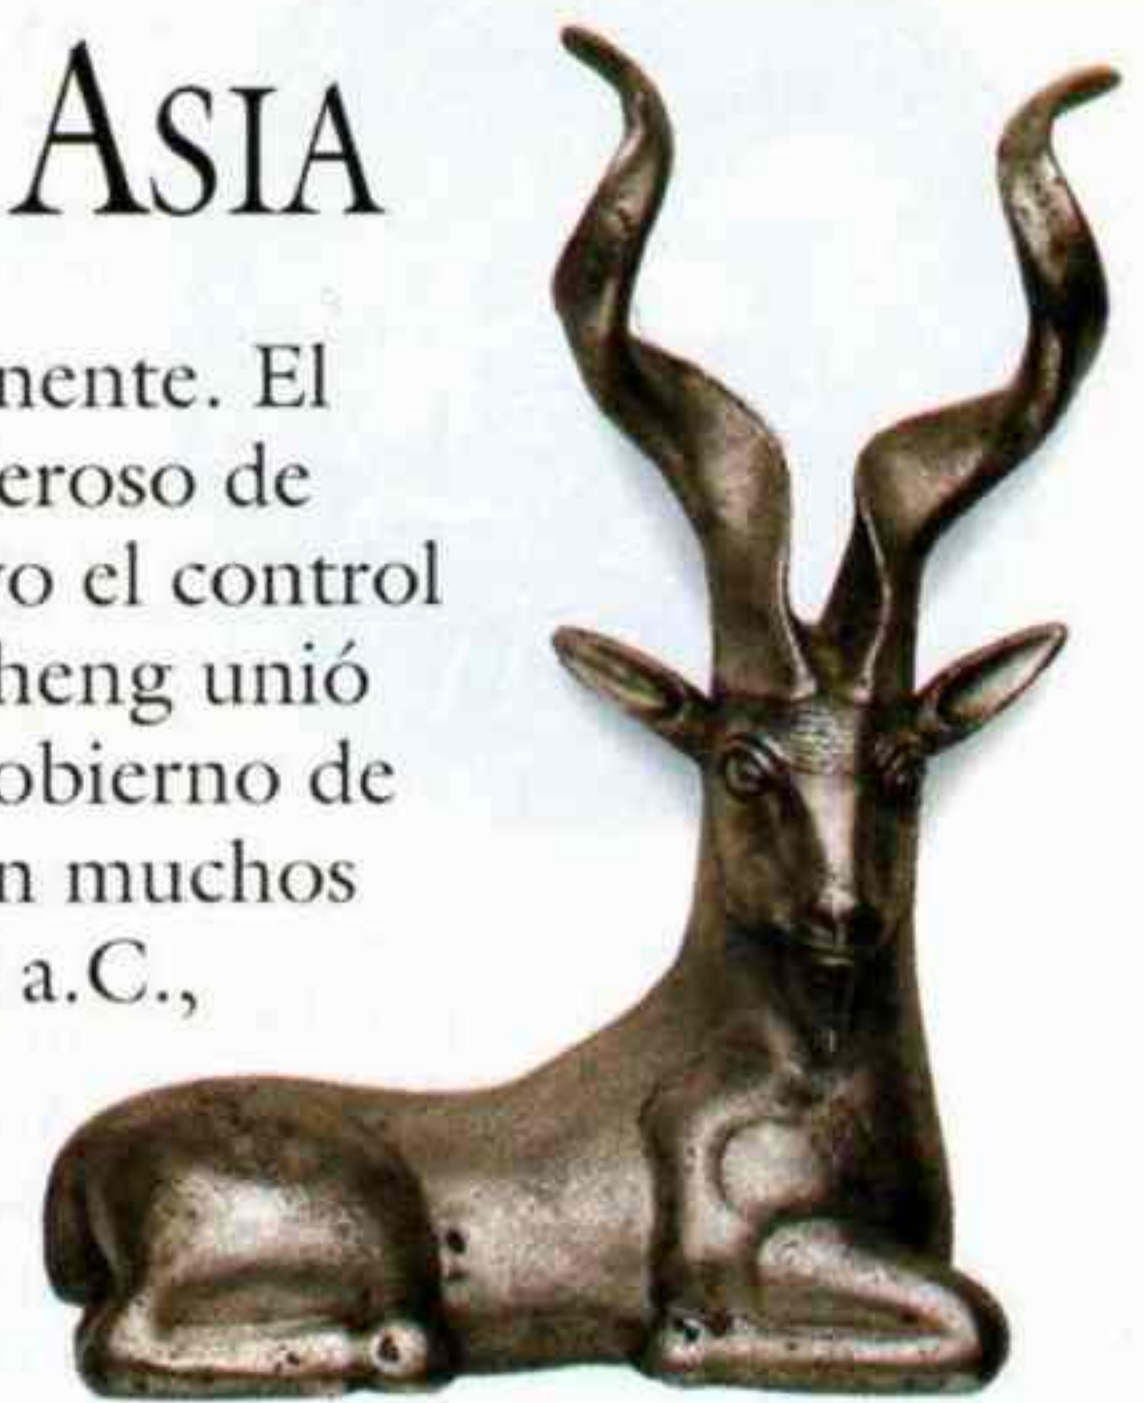 ASIA
nente. El
eroso de
o el control
heng unió
obierno de
n muchos
a.C.,